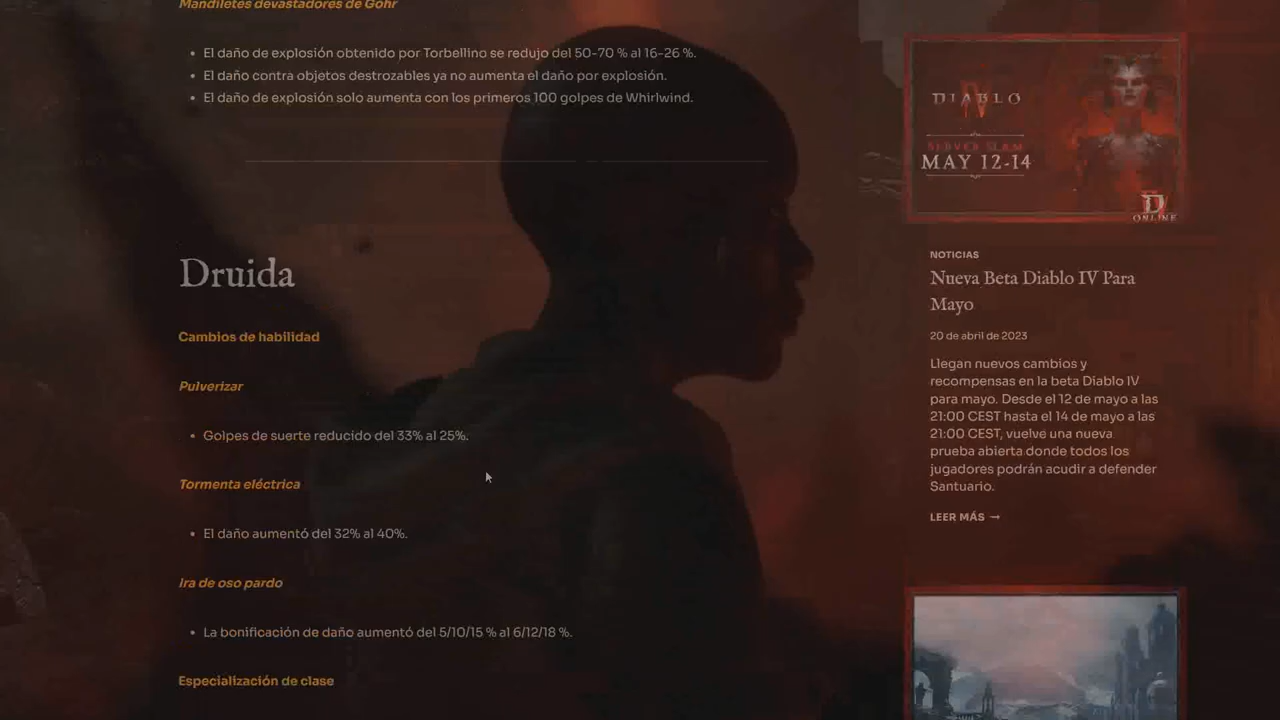 Mandiletes devastadores de Gohr
• El daño de explosión obtenido por Torbellino se redujo del 50-70 % al 16-26 %.
• El daño contra objetos destrozables ya no aumenta el daño por explosión.
• El daño de explosión solo aumenta con los primeros 100 golpes de Whirlwind.
Druida
Cambios de habilidad
Pulverizar
• Golpes de suerte reducido del 33% al 25%.
Tormenta eléctrica
• El daño aumentó del 32% al 40%.
Ira de oso pardo
• La bonificación de daño aumentó del 5/10/15 % al 6/12/18 %.
Especialización de clase
DIABLO
IV
SERVER SLAM
MAY 12-14
D
ONLINE
NOTICIAS
Nueva Beta Diablo IV Para
Mayo
20 de abril de 2023
Llegan nuevos cambios y
recompensas en la beta Diablo IV
para mayo. Desde el 12 de mayo a las
21:00 CEST hasta el 14 de mayo a las
21:00 CEST, vuelve una nueva
prueba abierta donde todos los
jugadores podrán acudir a defender
Santuario.
LEER MÁS →